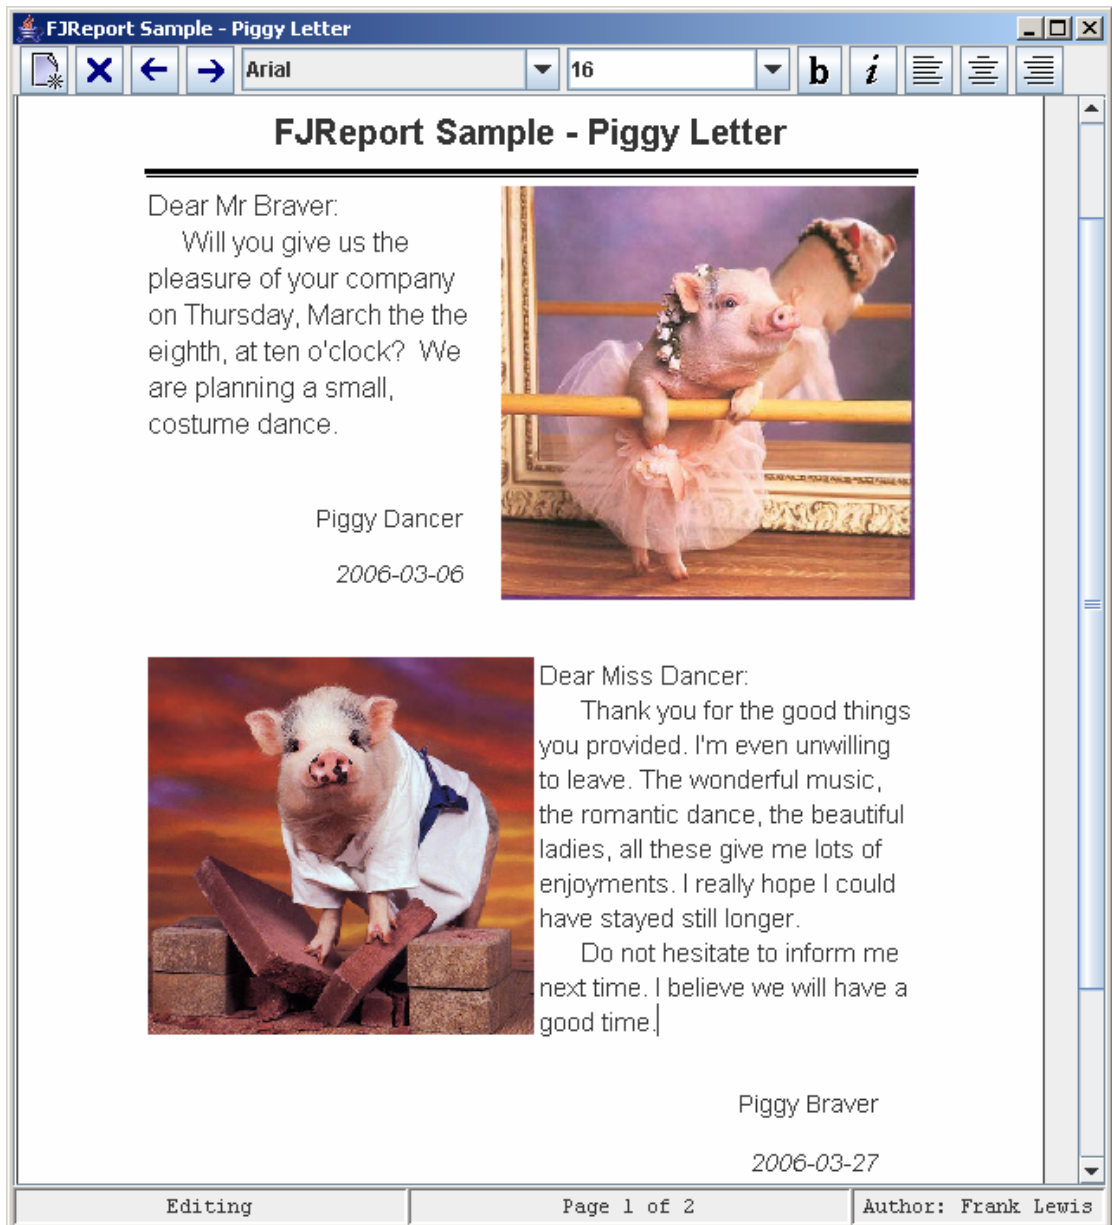 FJReport Sample - Piggy Letter
Arial 16 b i
FJReport Sample - Piggy Letter
Dear Mr Braver:
Will you give us the
pleasure of your company
on Thursday, March the the
eighth, at ten o'clock?  We
are planning a small,
costume dance.
Piggy Dancer
2006-03-06
Dear Miss Dancer:
Thank you for the good things
you provided. I'm even unwilling
to leave. The wonderful music,
the romantic dance, the beautiful
ladies, all these give me lots of
enjoyments. I really hope I could
have stayed still longer.
Do not hesitate to inform me
next time. I believe we will have a
good time.
Piggy Braver
2006-03-27
Editing Page 1 of 2 Author: Frank Lewis